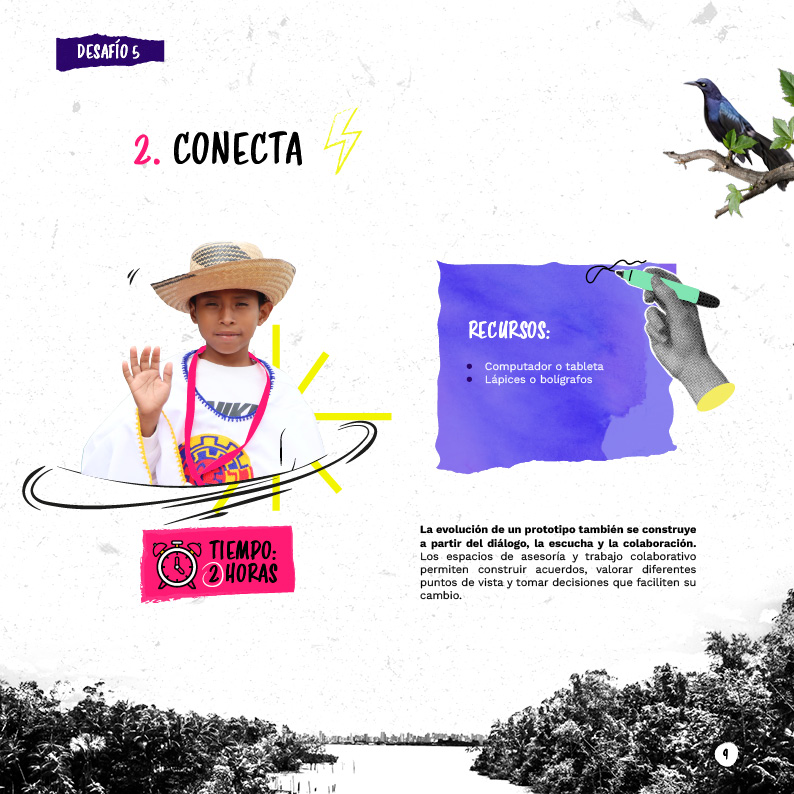 DESAFÍO 5
2. CONECTA
NIKE
RECURSOS:
• Computador o tableta
• Lápices o bolígrafos
TIEMPO:
2 HORAS
La evolución de un prototipo también se construye
a partir del diálogo, la escucha y la colaboración.
Los espacios de asesoría y trabajo colaborativo
permiten construir acuerdos, valorar diferentes
puntos de vista y tomar decisiones que faciliten su
cambio.
9